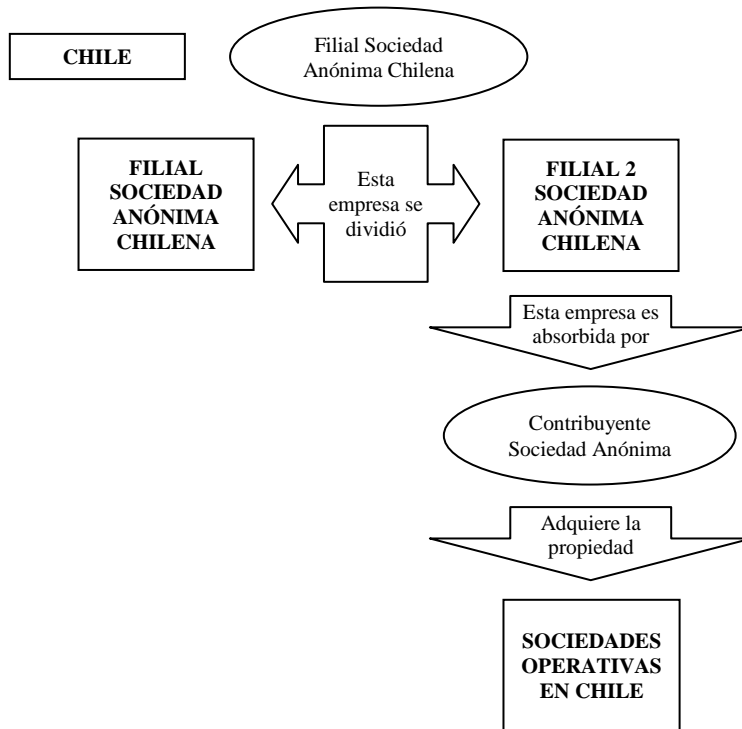 CHILE
Filial Sociedad
Anónima Chilena
FILIAL
SOCIEDAD
ANÓNIMA
CHILENA
Esta
empresa se
dividió
FILIAL 2
SOCIEDAD
ANÓNIMA
CHILENA
Esta empresa es
absorbida por
Contribuyente
Sociedad Anónima
Adquiere la
propiedad
SOCIEDADES
OPERATIVAS
EN CHILE